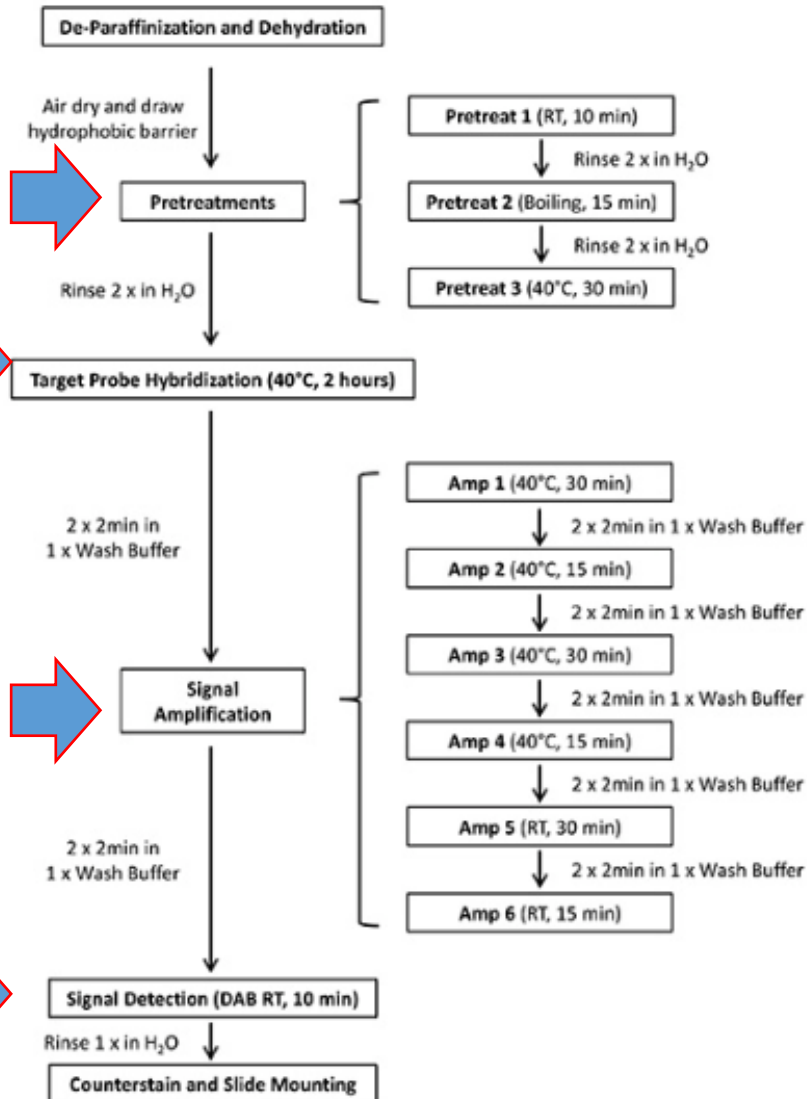 De-Paraffinization and Dehydration
Air dry and draw
hydrophobic barrier
Pretreatments
Pretreat 1 (RT, 10 min)
Rinse 2 x in H₂O
Pretreat 2 (Boiling, 15 min)
Rinse 2 x in H₂O
Pretreat 3 (40°C, 30 min)
Rinse 2 x in H₂O
Target Probe Hybridization (40°C, 2 hours)
2 x 2min in
1 x Wash Buffer
Signal
Amplification
Amp 1 (40°C, 30 min)
2 x 2min in 1 x Wash Buffer
Amp 2 (40°C, 15 min)
2 x 2min in 1 x Wash Buffer
Amp 3 (40°C, 30 min)
2 x 2min in 1 x Wash Buffer
Amp 4 (40°C, 15 min)
2 x 2min in 1 x Wash Buffer
Amp 5 (RT, 30 min)
2 x 2min in 1 x Wash Buffer
Amp 6 (RT, 15 min)
2 x 2min in
1 x Wash Buffer
Signal Detection (DAB RT, 10 min)
Rinse 1 x in H₂O
Counterstain and Slide Mounting